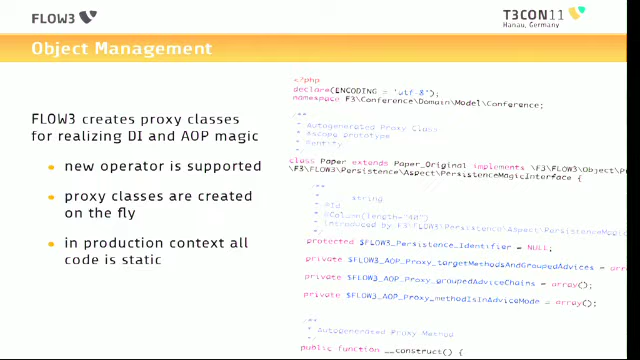 FLOW3
T3CON11
Hanau, Germany
Object Management
FLOW3 creates proxy classes
for realizing DI and AOP magic
new operator is supported
proxy classes are created
on the fly
in production context all
code is static
<?php
declare(ENCODING = 'utf-8');
namespace F3\Conference\Domain\Model\Conference;
/**
* Autogenerated Proxy Class
* @scope prototype
* @entity
*/
class Paper extends Paper_Original implements \F3\FLOW3\Object\P
\F3\FLOW3\Persistence\Aspect\PersistenceMagicInterface {
/**
string
* @Id
* @Column(length="40")
* introduced by F3\FLOW3\Persistence\Aspect\PersistenceMagic
*/
protected $FLOW3_Persistence_Identifier = NULL;
private $FLOW3_AOP_Proxy_targetMethodsAndGroupedAdvices = arra
private $FLOW3_AOP_Proxy_groupedAdviceChains = array();
private $FLOW3_AOP_Proxy_methodIsInAdviceMode = array();
/**
* Autogenerated Proxy Method
*/
public function __construct() {